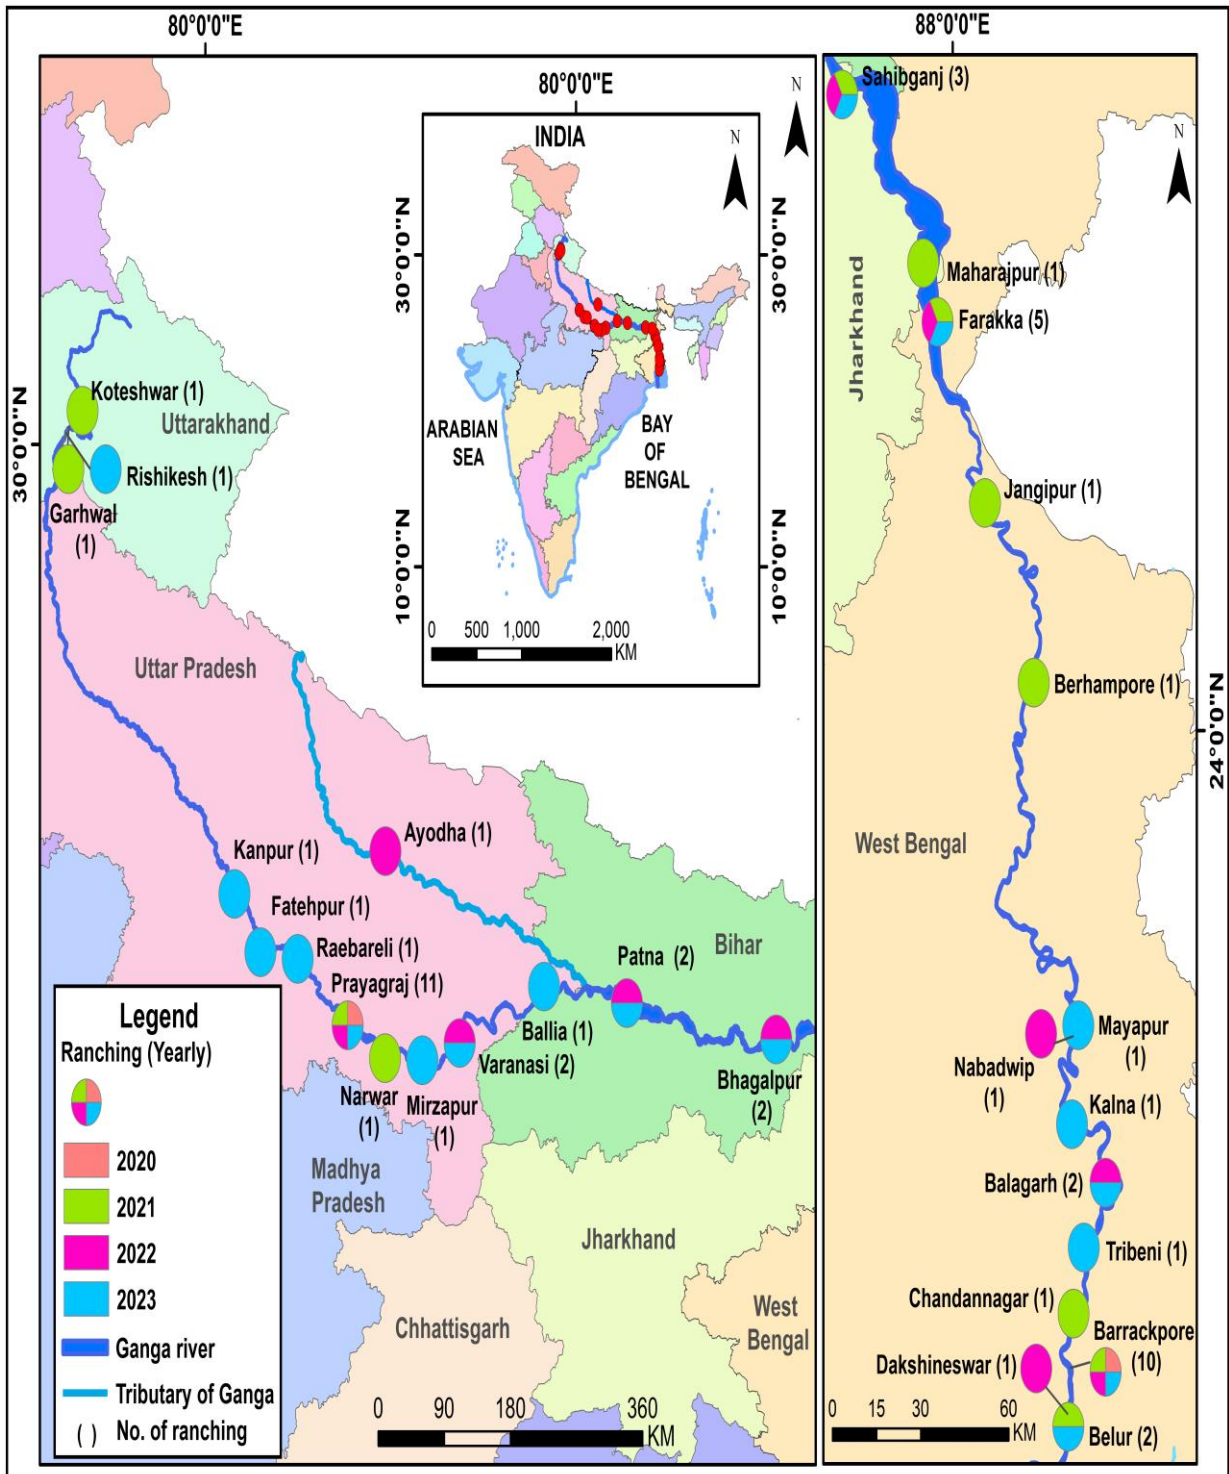 80°0'0"E
88°0'0"E
80°0'0"E
N
INDIA
N
30°0'0"N
30°0'0"N
ARABIAN
SEA
BAY
OF
BENGAL
10°0'0"N
10°0'0"N
0 500 1,000 2,000
KM
30°0'0"N
Koteshwar (1)
Uttarakhand
Rishikesh (1)
Garhwal
(1)
Uttar Pradesh
Ayodha (1)
Kanpur (1)
Fatehpur (1)
Raebareli (1)
Prayagraj (11)
Patna (2)
Bihar
Ballia (1)
Varanasi (2)
Narwar
(1)
Mirzapur
(1)
Bhagalpur
(2)
Madhya
Pradesh
Jharkhand
Chhattisgarh
West
Bengal
0 90 180 360
KM
Legend
Ranching (Yearly)
2020
2021
2022
2023
Ganga river
Tributary of Ganga
( ) No. of ranching
Sahibganj (3)
N
Jharkhand
Maharajpur (1)
Farakka (5)
Jangipur (1)
Berhampore (1)
24°0'0"N
West Bengal
Mayapur
(1)
Nabadwip
(1)
Kalna (1)
Balagarh (2)
Tribeni (1)
Chandannagar (1)
Barrackpore
(10)
Dakshineswar (1)
Belur (2)
0 15 30 60
KM